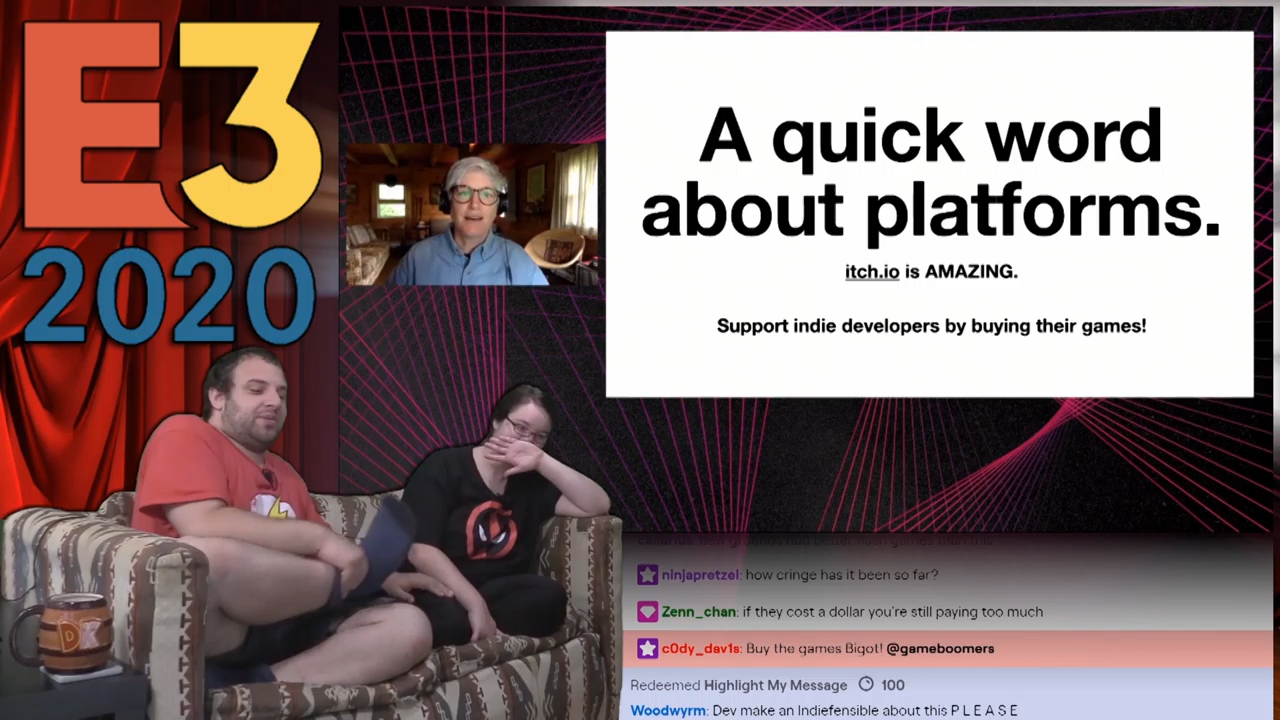 E3
2020
A quick word
about platforms.
itch.io is AMAZING.
Support indie developers by buying their games!
DK
ninjapretzel: how cringe has it been so far?
Zenn_chan: if they cost a dollar you're still paying too much
c0dy_dav1s: Buy the games Bigot! @gameboomers
Redeemed Highlight My Message 100
Woodwyrm: Dev make an Indiefensible about this P L E A S E